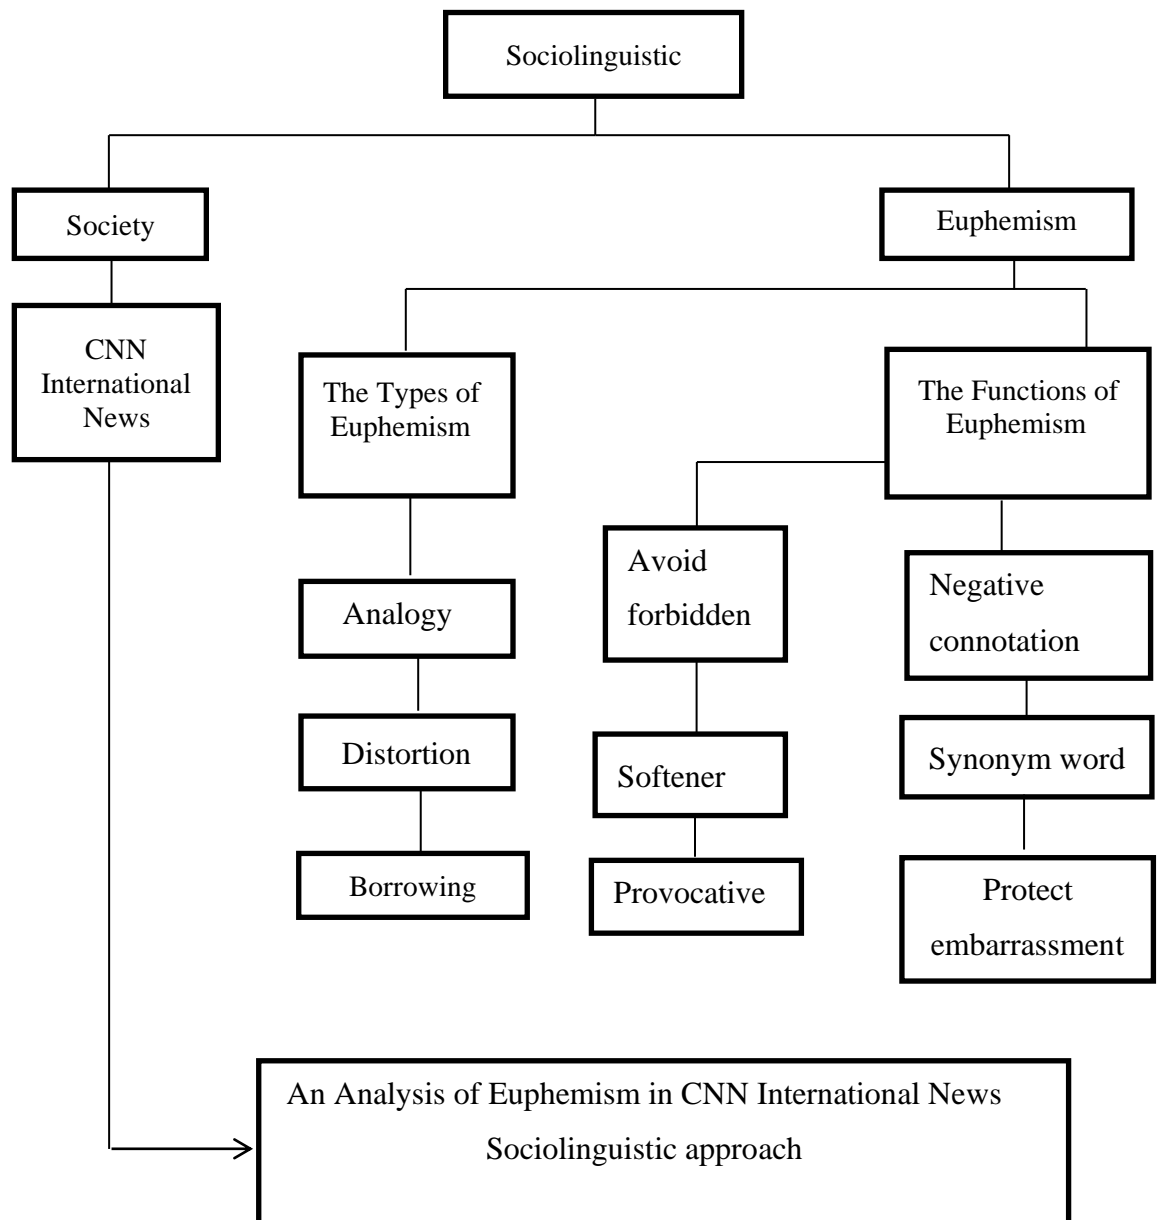 Sociolinguistic
Society
Euphemism
CNN
International
News
The Types of
Euphemism
The Functions of
Euphemism
Avoid
forbidden
Negative
connotation
Analogy
Distortion
Softener
Synonym word
Borrowing
Provocative
Protect
embarrassment
An Analysis of Euphemism in CNN International News
Sociolinguistic approach